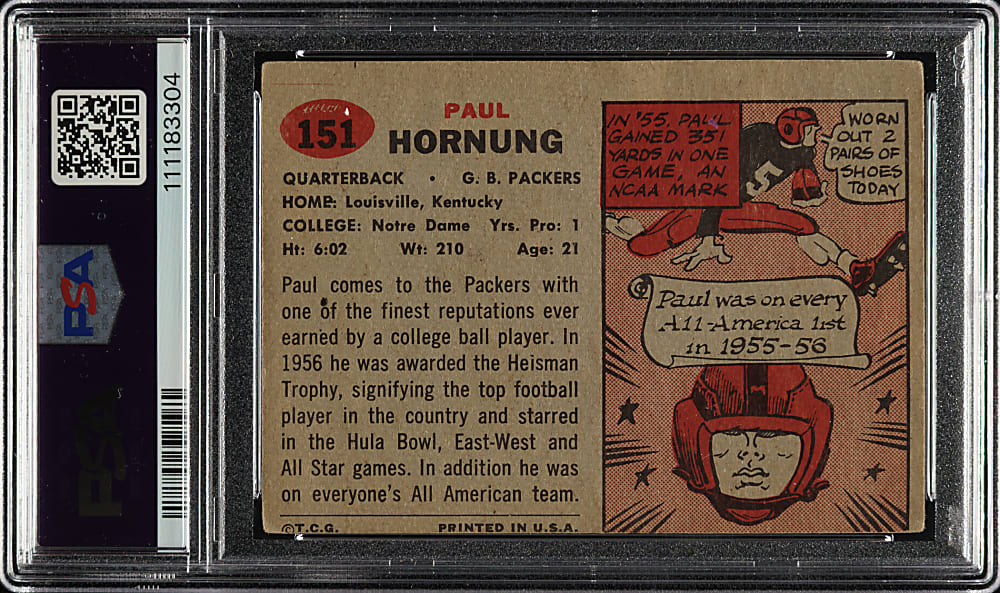 111183304
PSA
PSA
151
PAUL
HORNUNG
QUARTERBACK • G. B. PACKERS
HOME: Louisville, Kentucky
COLLEGE: Notre Dame Yrs. Pro: 1
Ht: 6:02 Wt: 210 Age: 21
Paul comes to the Packers with
one of the finest reputations ever
earned by a college ball player. In
1956 he was awarded the Heisman
Trophy, signifying the top football
player in the country and starred
in the Hula Bowl, East-West and
All Star games. In addition he was
on everyone's All American team.
©T.C.G. PRINTED IN U.S.A.
IN '55, PAUL
GAINED 351
YARDS IN ONE
GAME, AN
NCAA MARK
WORN
OUT 2
PAIRS OF
SHOES
TODAY
5
Paul was on every
All-America list
in 1955-56